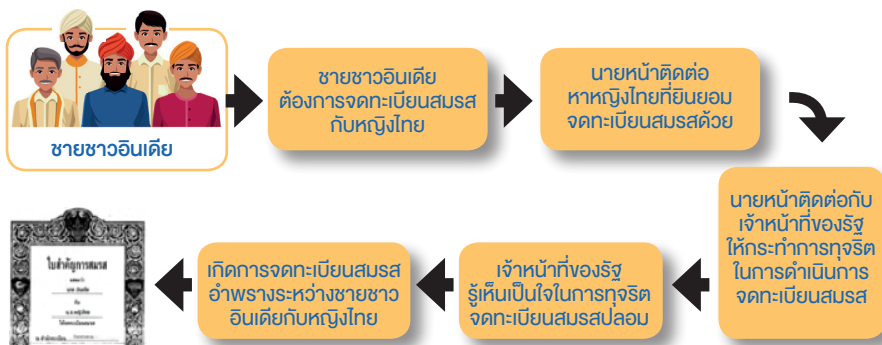 ชายชาวอินเดีย
ชายชาวอินเดีย
ต้องการจดทะเบียนสมรส
กับหญิงไทย
นายหน้าติดต่อ
หาหญิงไทยที่ยินยอม
จดทะเบียนสมรสด้วย
นายหน้าติดต่อกับ
เจ้าหน้าที่ของรัฐ
ให้กระทำการทุจริต
ในการดำเนินการ
จดทะเบียนสมรส
เจ้าหน้าที่ของรัฐ
รู้เห็นเป็นใจในการทุจริต
จดทะเบียนสมรสปลอม
เกิดการจดทะเบียนสมรส
อำพรางระหว่างชายชาว
อินเดียกับหญิงไทย
ใบสำคัญการสมรส
กับ